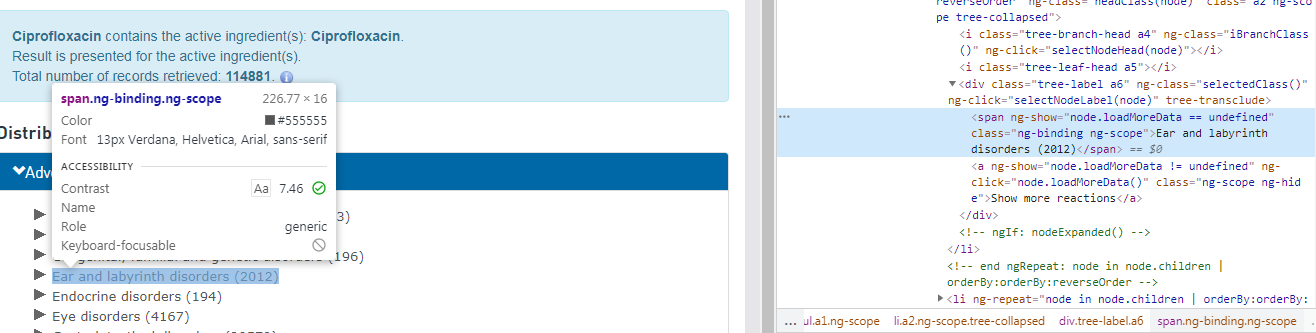 Ciprofloxacin contains the active ingredient(s): Ciprofloxacin.
Result is presented for the active ingredient(s).
Total number of records retrieved: 114881.
span.ng-binding.ng-scope 226.77 × 16
Color #555555
Font 13px Verdana, Helvetica, Arial, sans-serif
ACCESSIBILITY
Contrast Aa 7.46
Name
Role generic
Keyboard-focusable
Distrib
Adv
3)
disorders (196)
Ear and labyrinth disorders (2012)
Endocrine disorders (194)
Eye disorders (4167)
reverseOrder" ng-class="headClass(node)" class="a2 ng-sco
pe tree-collapsed">
<i class="tree-branch-head a4" ng-class="iBranchClass
()" ng-click="selectNodeHead(node)"></i>
<i class="tree-leaf-head a5"></i>
<div class="tree-label a6" ng-class="selectedClass()"
ng-click="selectNodeLabel(node)" tree-transclude>
<span ng-show="node.loadMoreData == undefined"
class="ng-binding ng-scope">Ear and labyrinth
disorders (2012)</span> == $0
<a ng-show="node.loadMoreData != undefined" ng-
click="node.loadMoreData()" class="ng-scope ng-hid
e">Show more reactions</a>
</div>
<!-- ngIf: nodeExpanded() -->
</li>
<!-- end ngRepeat: node in node.children |
orderBy:orderBy:reverseOrder -->
<li ng-repeat="node in node.children | orderBy:orderBy:
... ul.a1.ng-scope li.a2.ng-scope.tree-collapsed div.tree-label.a6 span.ng-binding.ng-scope